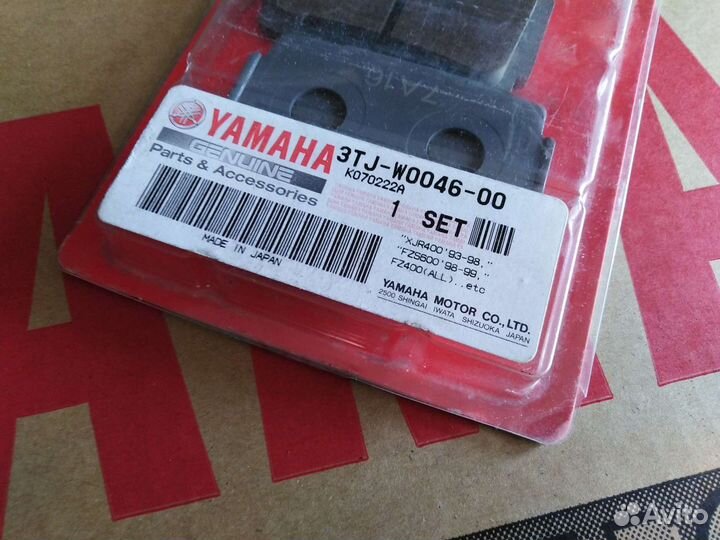 7A16
YAMAHA
GENUINE
Parts & Accessories
3TJ-W0046-00
K070222A
1 SET
"XJR400'93-98,"
"FZS600'98-99,"
FZ400(ALL)..etc
MADE IN JAPAN
YAMAHA MOTOR CO.,LTD.
2500 SHINGAI IWATA SHIZUOKA JAPAN
Avito